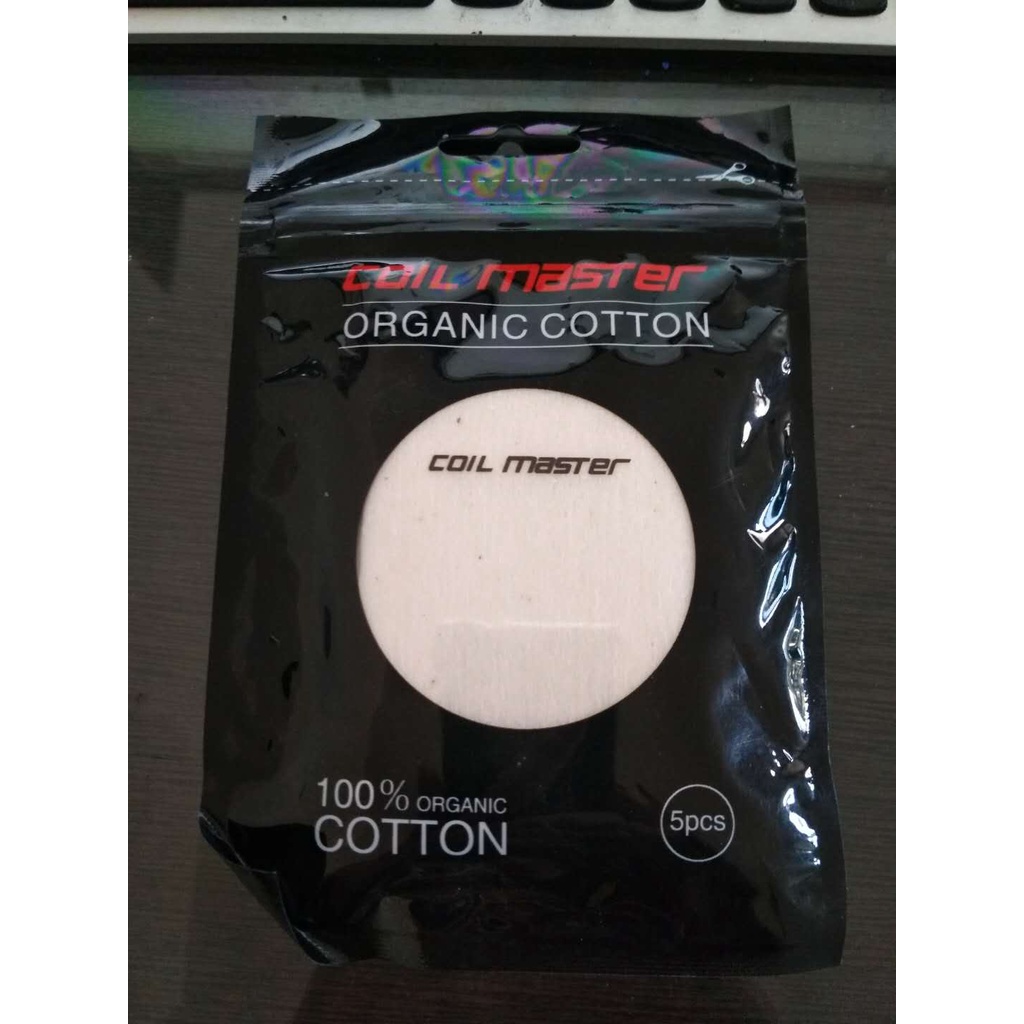 COIL master
ORGANIC COTTON
COIL master
100% ORGANIC
COTTON
5pcs